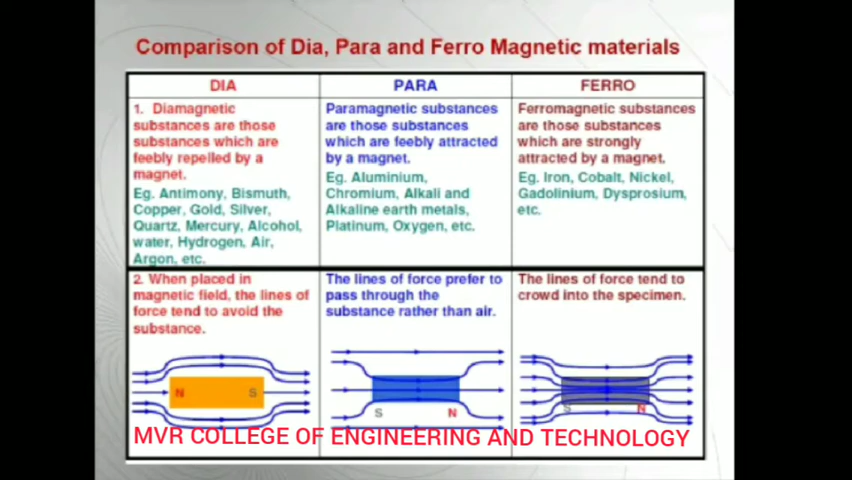 Comparison of Dia, Para and Ferro Magnetic materials
DIA
PARA
FERRO
1. Diamagnetic
substances are those
substances which are
feebly repelled by a
magnet.
Eg. Antimony, Bismuth,
Copper, Gold, Silver,
Quartz, Mercury, Alcohol,
water, Hydrogen, Air,
Argon, etc.
Paramagnetic substances
are those substances
which are feebly attracted
by a magnet.
Eg. Aluminium,
Chromium, Alkali and
Alkaline earth metals,
Platinum, Oxygen, etc.
Ferromagnetic substances
are those substances
which are strongly
attracted by a magnet.
Eg. Iron, Cobalt, Nickel,
Gadolinium, Dysprosium,
etc.
2. When placed in
magnetic field, the lines of
force tend to avoid the
substance.
The lines of force prefer to
pass through the
substance rather than air.
The lines of force tend to
crowd into the specimen.
N S
S N
S N
MVR COLLEGE OF ENGINEERING AND TECHNOLOGY